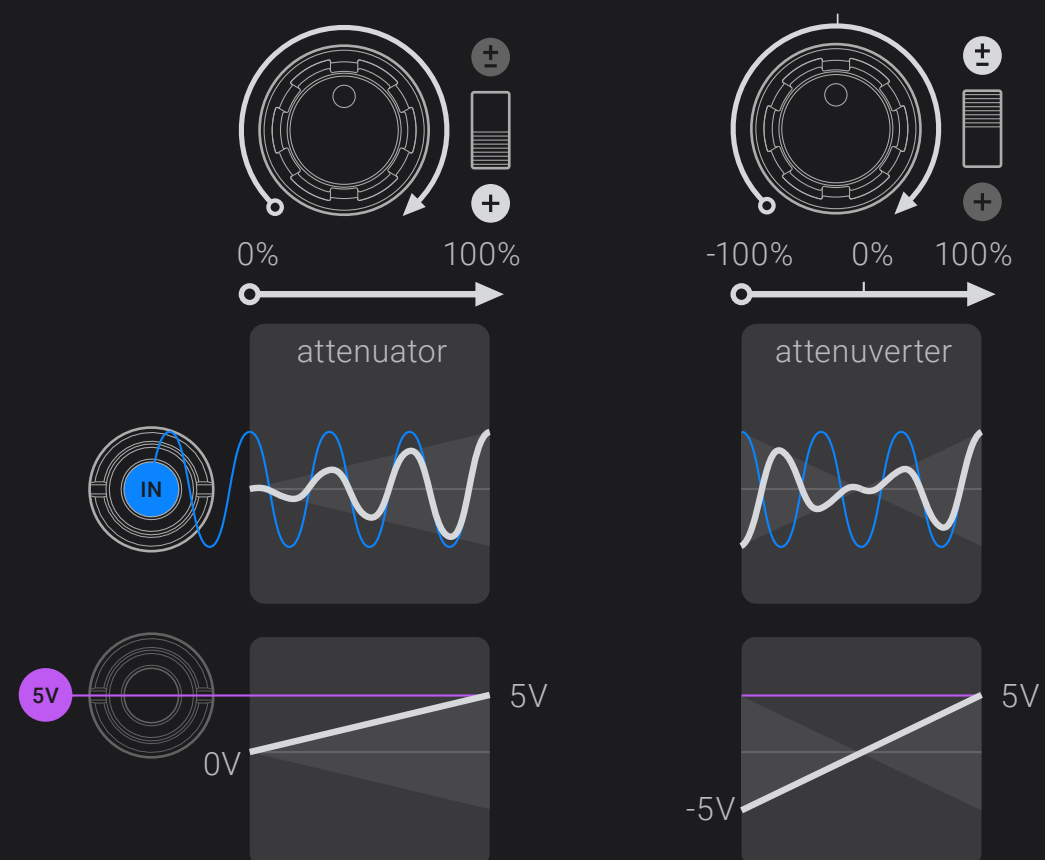 ± ±
+ +
0% 100% -100% 0% 100%
attenuator attenuverter
IN
5V 5V 5V
0V
-5V